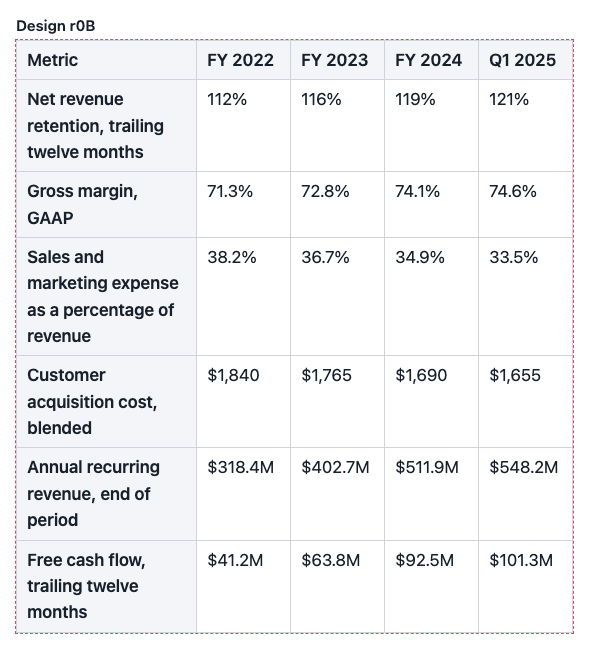 Design r0B
Metric FY 2022 FY 2023 FY 2024 Q1 2025
Net revenue 112% 116% 119% 121%
retention, trailing
twelve months
Gross margin, 71.3% 72.8% 74.1% 74.6%
GAAP
Sales and 38.2% 36.7% 34.9% 33.5%
marketing expense
as a percentage of
revenue
Customer $1,840 $1,765 $1,690 $1,655
acquisition cost,
blended
Annual recurring $318.4M $402.7M $511.9M $548.2M
revenue, end of
period
Free cash flow, $41.2M $63.8M $92.5M $101.3M
trailing twelve
months